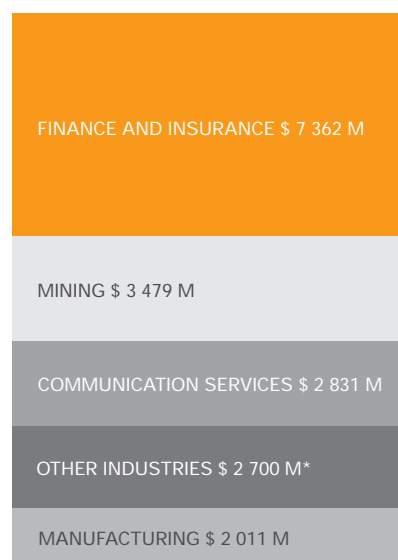 FINANCE AND INSURANCE $ 7 362 M
MINING $ 3 479 M
COMMUNICATION SERVICES $ 2 831 M
OTHER INDUSTRIES $ 2 700 M*
MANUFACTURING $ 2 011 M